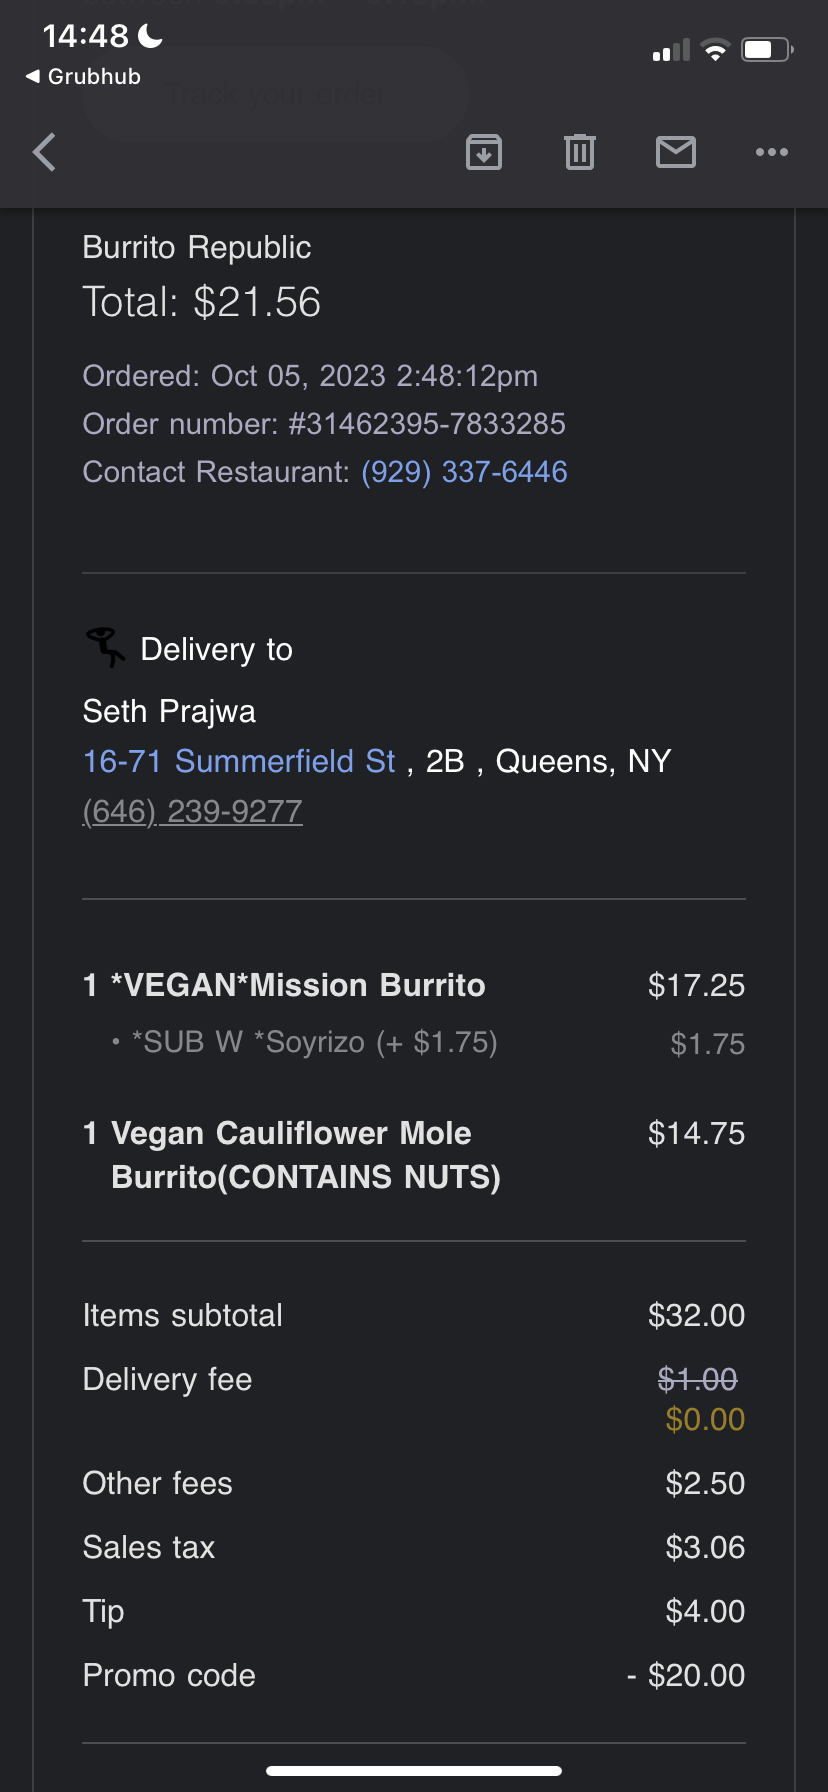 14:48
◀ Grubhub
Track your order
Burrito Republic
Total: $21.56
Ordered: Oct 05, 2023 2:48:12pm
Order number: #31462395-7833285
Contact Restaurant: (929) 337-6446
Delivery to
Seth Prajwa
16-71 Summerfield St , 2B , Queens, NY
(646) 239-9277
1 *VEGAN*Mission Burrito $17.25
• *SUB W *Soyrizo (+ $1.75) $1.75
1 Vegan Cauliflower Mole $14.75
Burrito(CONTAINS NUTS)
Items subtotal $32.00
Delivery fee $1.00
$0.00
Other fees $2.50
Sales tax $3.06
Tip $4.00
Promo code - $20.00